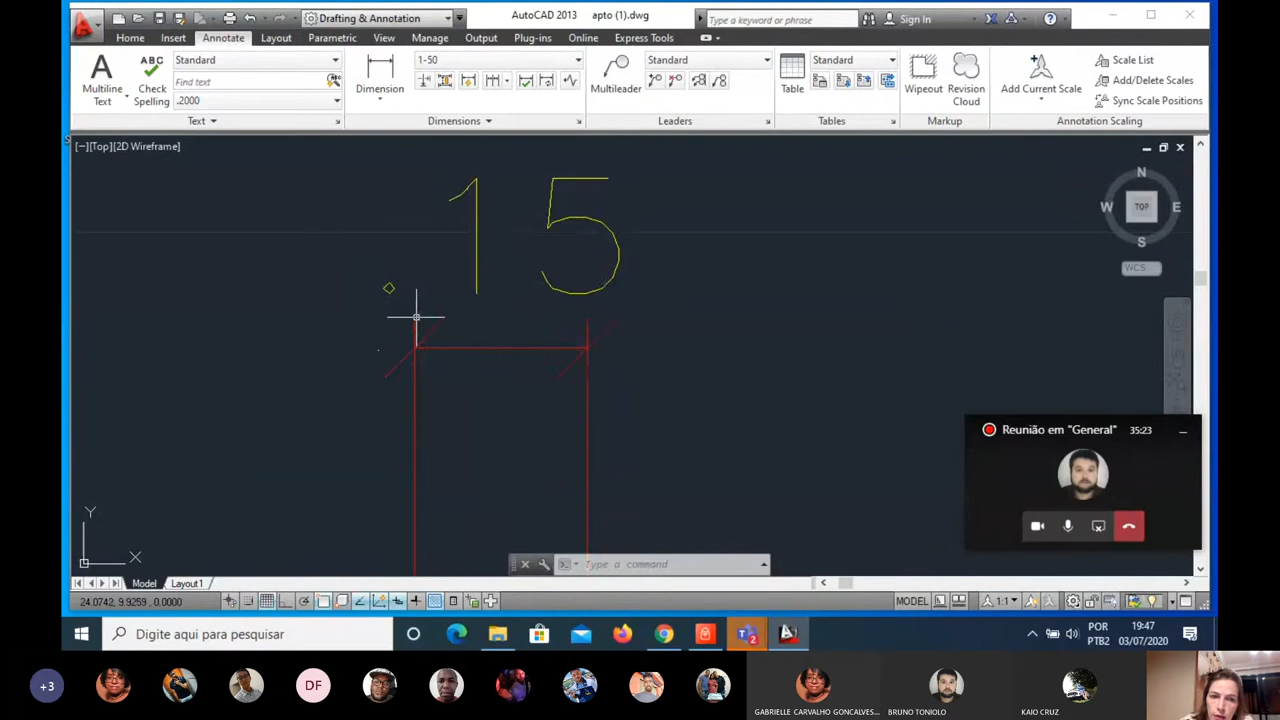 AutoCAD 2013 apto (1).dwg
Drafting & Annotation
Type a keyword or phrase
Sign In
Home Insert Annotate Layout Parametric View Manage Output Plug-ins Online Express Tools
Multiline Text
ABC
Check Spelling
Standard
Find text
.2000
Text
Dimension
1-50
Dimensions
Multileader
Standard
Leaders
Table
Standard
Tables
Wipeout
Revision Cloud
Markup
Add Current Scale
Scale List
Add/Delete Scales
Sync Scale Positions
Annotation Scaling
[−][Top][2D Wireframe]
.15
N
W TOP E
S
WCS
Reunião em "General" 35:23
Y
X
Type a command
Model Layout1
24.0742, 9.9259, 0.0000
MODEL
1:1
Digite aqui para pesquisar
POR
PTB2
19:47
03/07/2020
+3
DF
GABRIELLE CARVALHO GONCALVES...
BRUNO TONIOLO
KAIO CRUZ